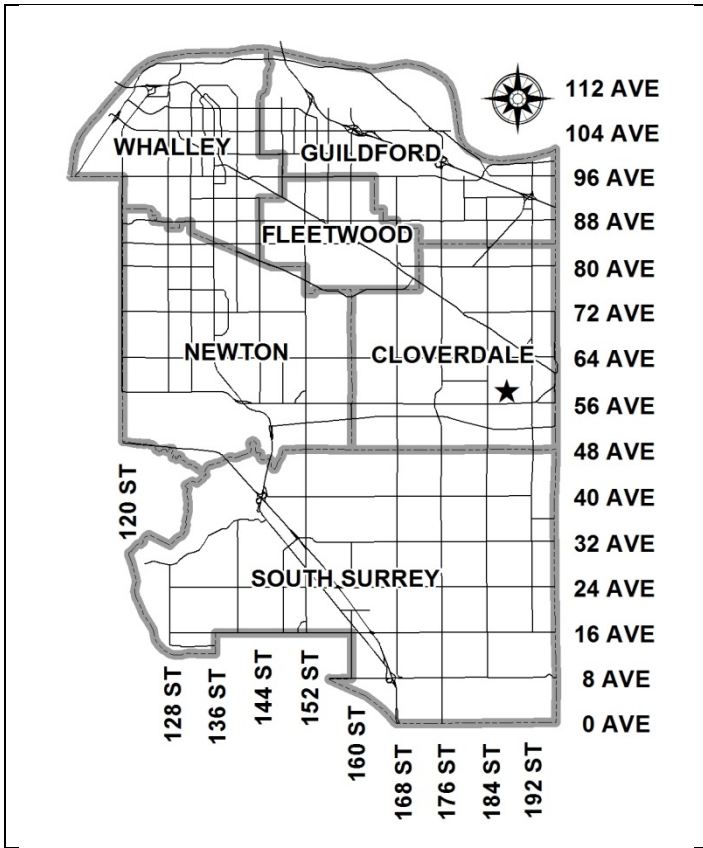 112 AVE
104 AVE
WHALLEY
GUILDFORD
96 AVE
88 AVE
FLEETWOOD
80 AVE
72 AVE
NEWTON
CLOVERDALE
64 AVE
56 AVE
48 AVE
120 ST
40 AVE
32 AVE
SOUTH SURREY
24 AVE
16 AVE
8 AVE
0 AVE
128 ST
136 ST
144 ST
152 ST
160 ST
168 ST
176 ST
184 ST
192 ST